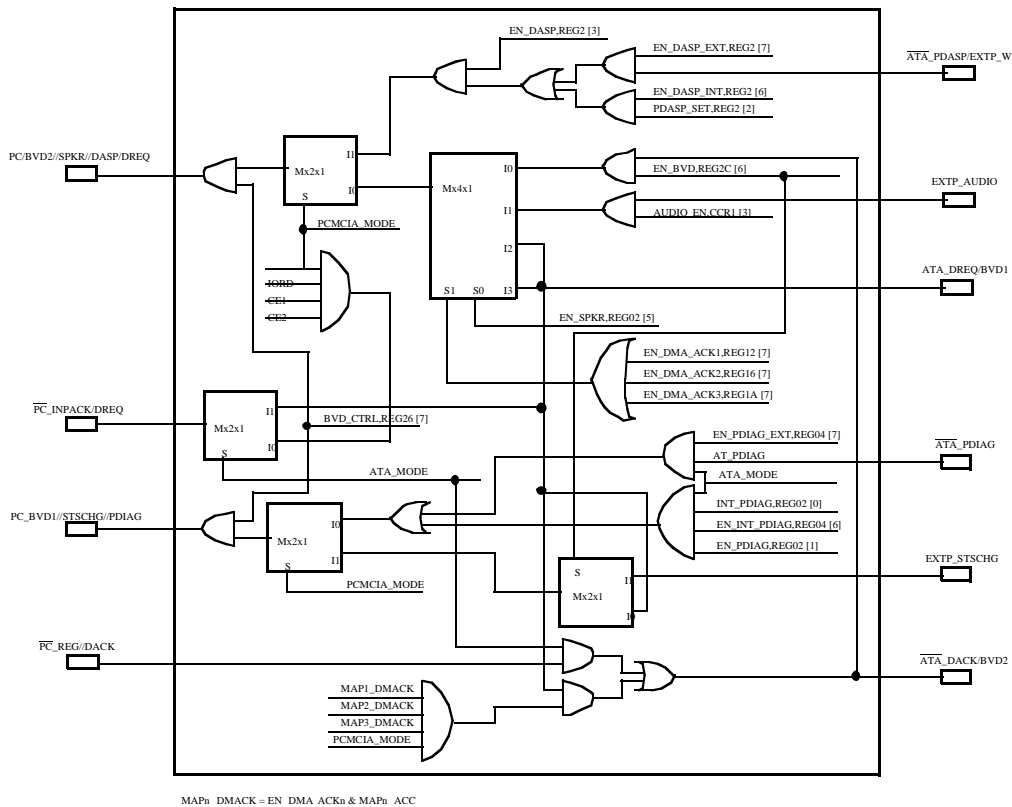 EN_DASP,REG2 [3]
EN_DASP_EXT,REG2 [7]
ATA_PDASP/EXTP_W
EN_DASP_INT,REG2 [6]
PDASP_SET,REG2 [2]
PC/BVD2//SPKR//DASP/DREQ
I1
Mx2x1
I0
S
PCMCIA_MODE
Mx4x1
I0
I1
I2
I3
S1
S0
EN_BVD,REG2C [6]
EXTP_AUDIO
AUDIO_EN,CCR1 [3]
ATA_DREQ/BVD1
IORD
CE1
CE2
EN_SPKR,REG02 [5]
EN_DMA_ACK1,REG12 [7]
EN_DMA_ACK2,REG16 [7]
EN_DMA_ACK3,REG1A [7]
PC_INPACK/DREQ
I1
Mx2x1
I0
S
BVD_CTRL,REG26 [7]
EN_PDIAG_EXT,REG04 [7]
AT_PDIAG
ATA_PDIAG
ATA_MODE
ATA_MODE
INT_PDIAG,REG02 [0]
EN_INT_PDIAG,REG04 [6]
EN_PDIAG,REG02 [1]
PC_BVD1//STSCHG//PDIAG
I0
Mx2x1
I1
S
PCMCIA_MODE
S
I1
Mx2x1
I0
EXTP_STSCHG
PC_REG//DACK
ATA_DACK/BVD2
MAP1_DMACK
MAP2_DMACK
MAP3_DMACK
PCMCIA_MODE
MAPn_DMACK = EN_DMA_ACKn & MAPn_ACC